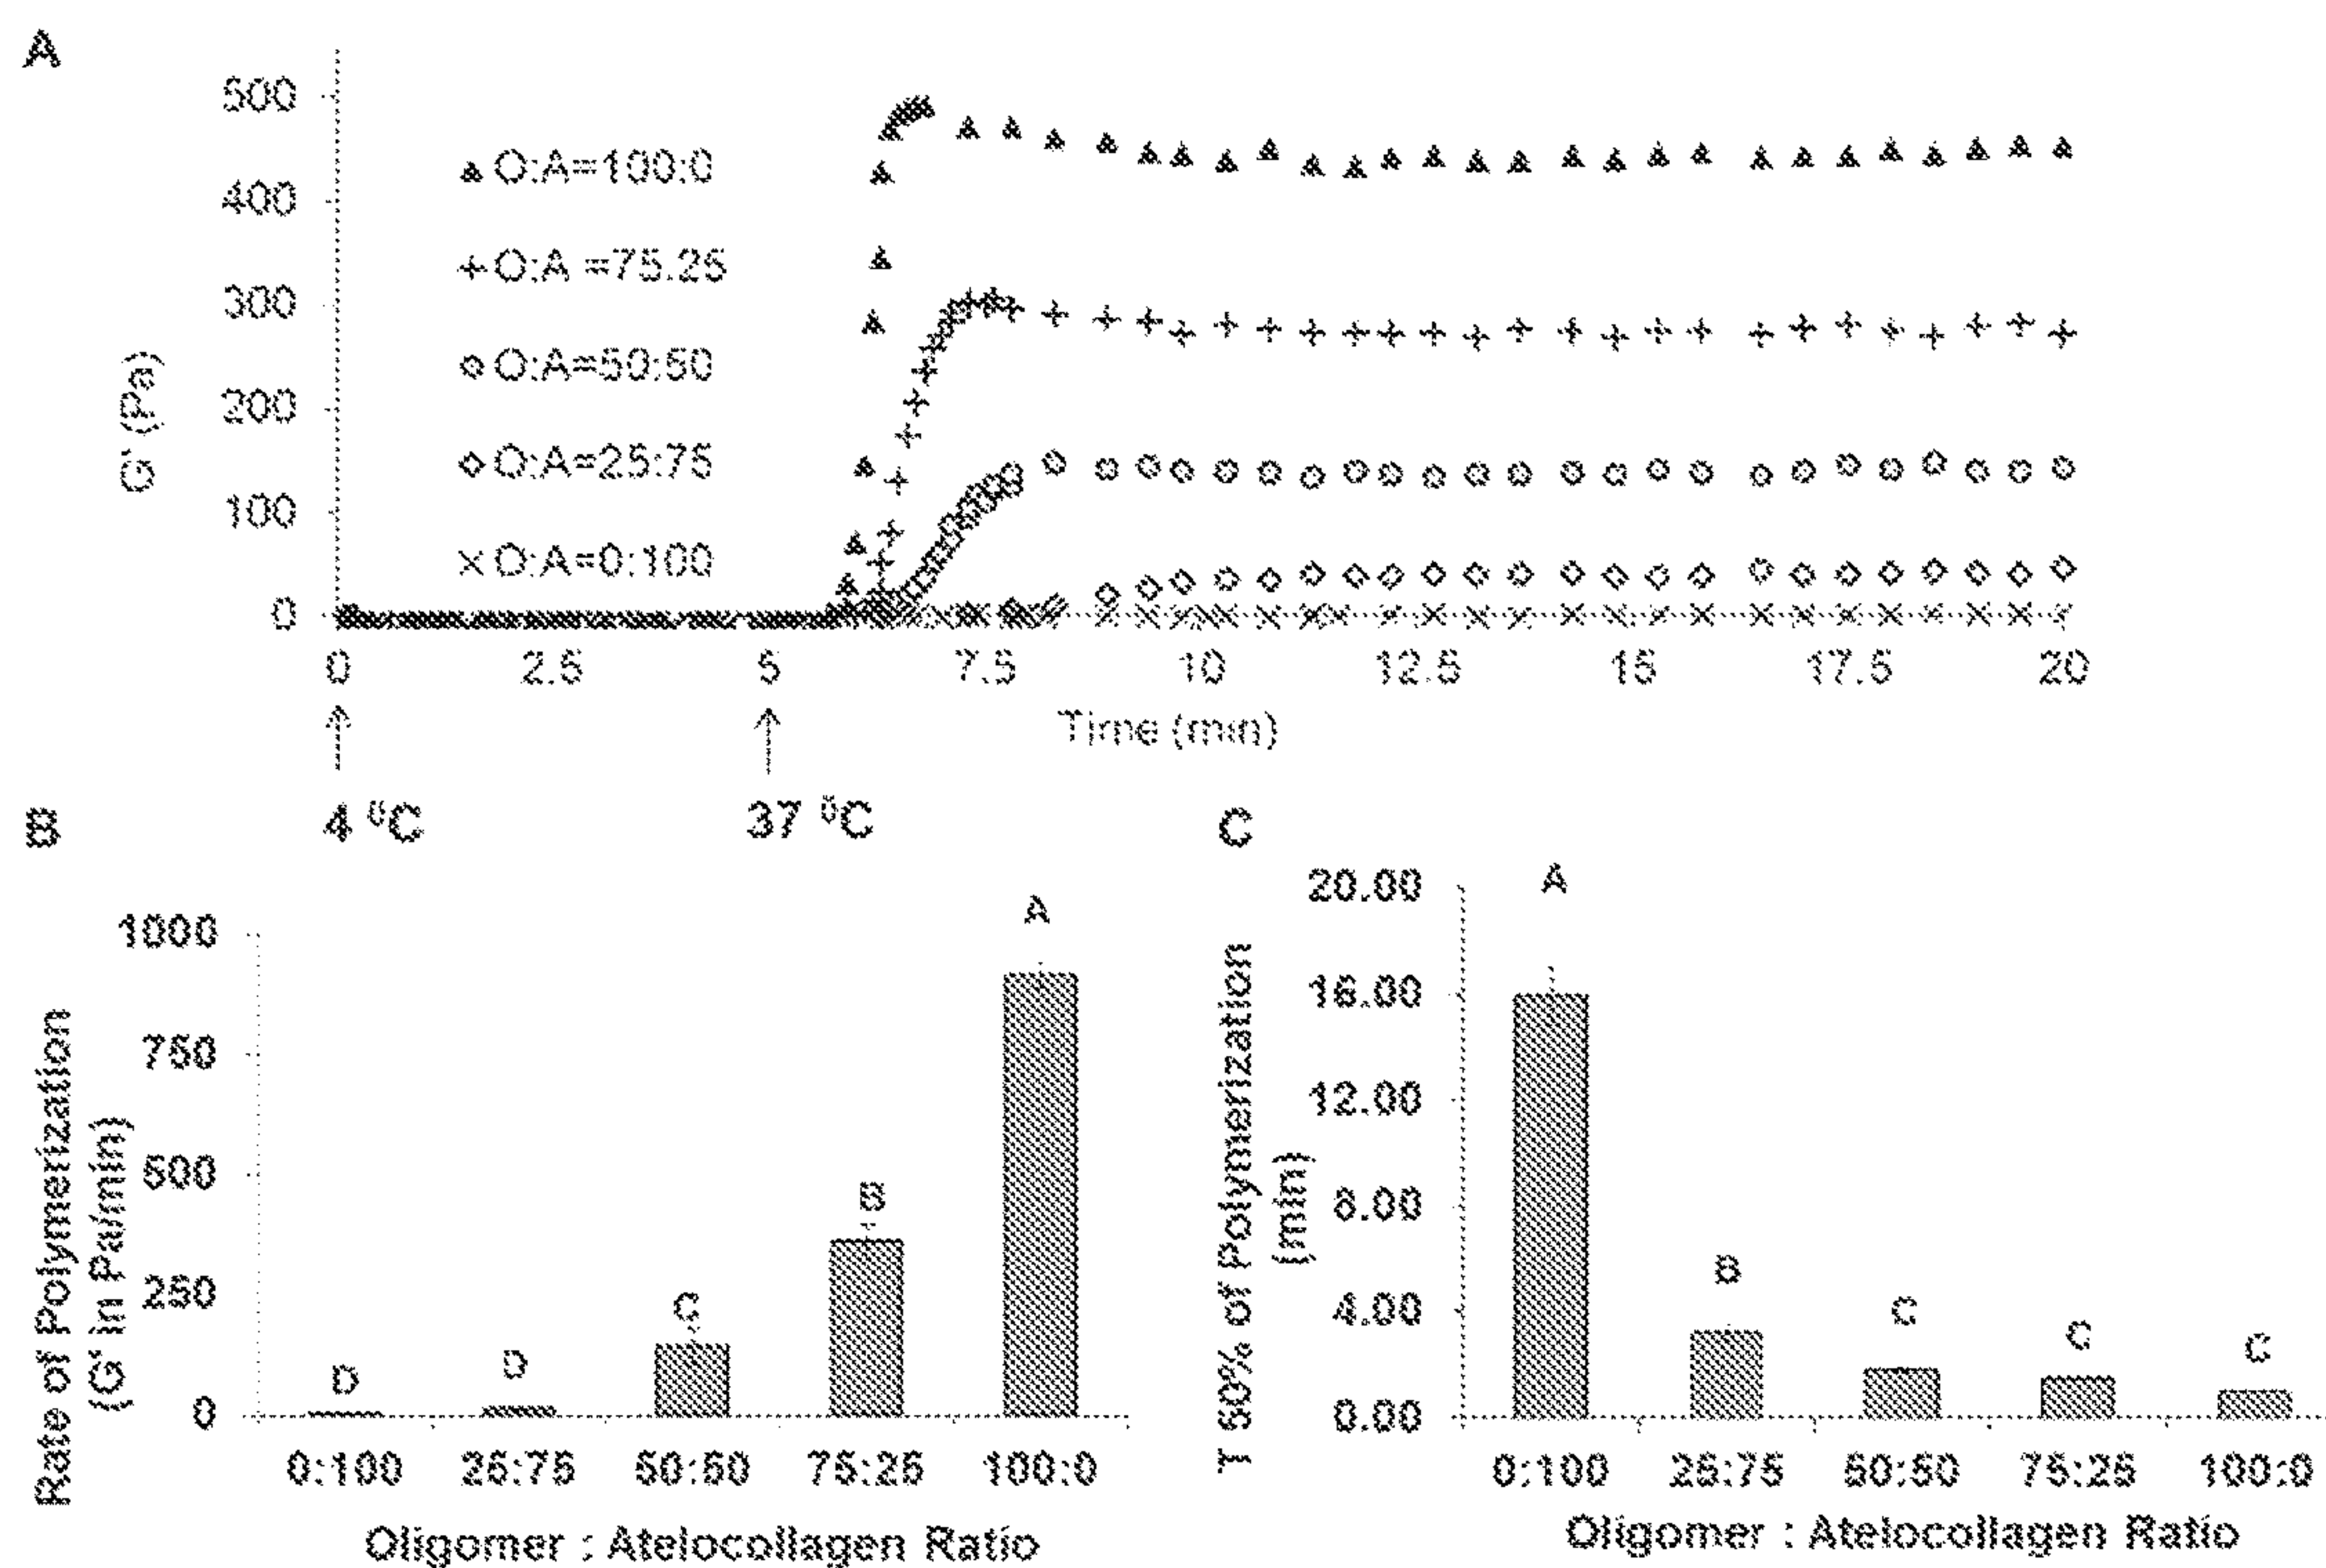 A
500
400
300
200
100
0
G' (Pa)
O:A=100:0
O:A =75.25
O:A=50:50
O:A=25:75
O:A=0:100
0 2.5 5 7.5 10 12.5 15 17.5 20
Time (min)
4 ⁰C
37 ⁰C
B
1000
750
500
250
0
Rate of Polymerization
(G' in Pa/min)
D D C B A
0:100 25:75 50:50 75:25 100:0
Oligomer : Atelocollagen Ratio
C
20.00
16.00
12.00
8.00
4.00
0.00
T 50% of Polymerization
(min)
A B C C C
0:100 25:75 50:50 75:25 100:0
Oligomer : Atelocollagen Ratio